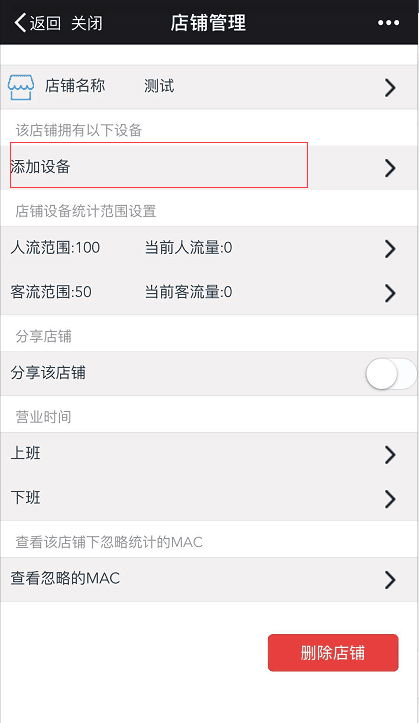 返回 关闭 店铺管理
店铺名称 测试
该店铺拥有以下设备
添加设备
店铺设备统计范围设置
人流范围:100 当前人流量:0
客流范围:50 当前客流量:0
分享店铺
分享该店铺
营业时间
上班
下班
查看该店铺下忽略统计的MAC
查看忽略的MAC
删除店铺